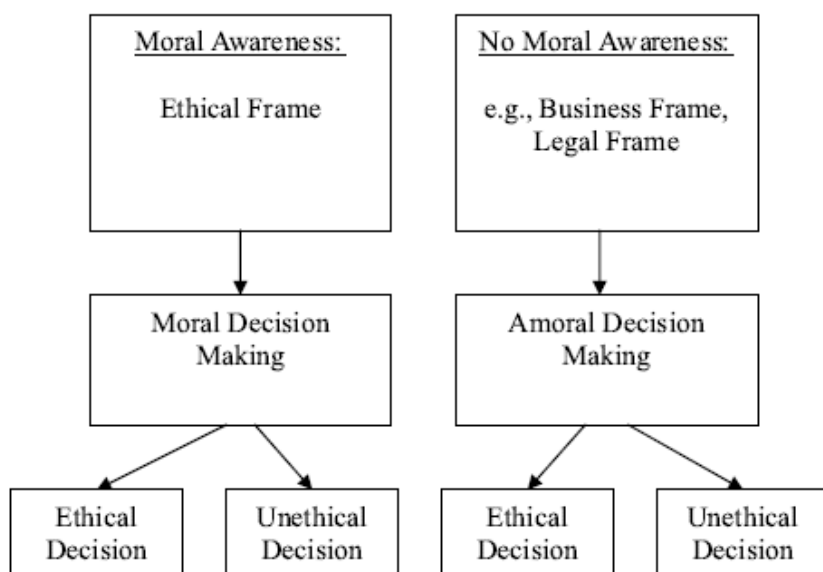 Moral Awareness:
Ethical Frame
No Moral Awareness:
e.g., Business Frame,
Legal Frame
Moral Decision
Making
Amoral Decision
Making
Ethical
Decision
Unethical
Decision
Ethical
Decision
Unethical
Decision